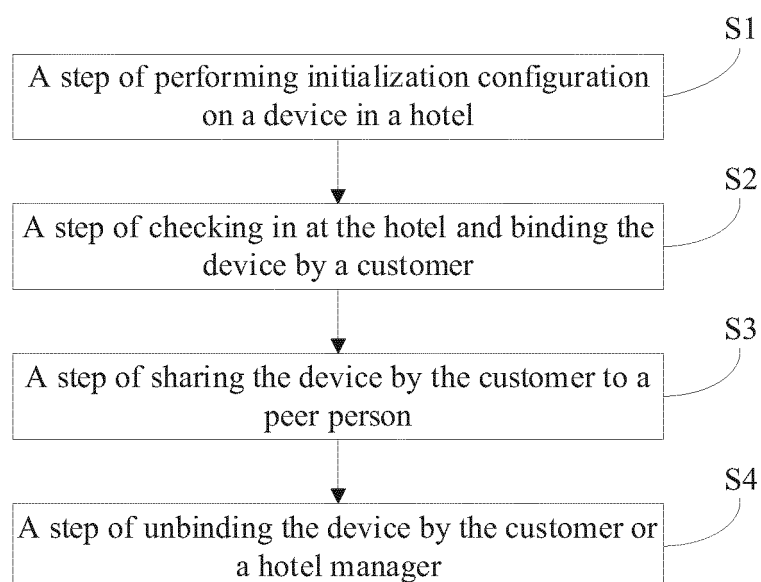 S1
A step of performing initialization configuration
on a device in a hotel
S2
A step of checking in at the hotel and binding the
device by a customer
S3
A step of sharing the device by the customer to a
peer person
S4
A step of unbinding the device by the customer or
a hotel manager